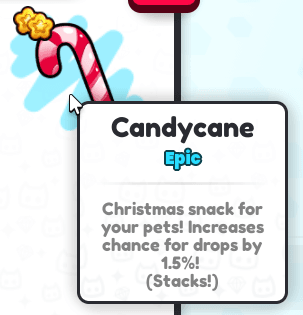 Candycane
Epic
Christmas snack for
your pets! Increases
chance for drops by
1.5%!
(Stacks!)